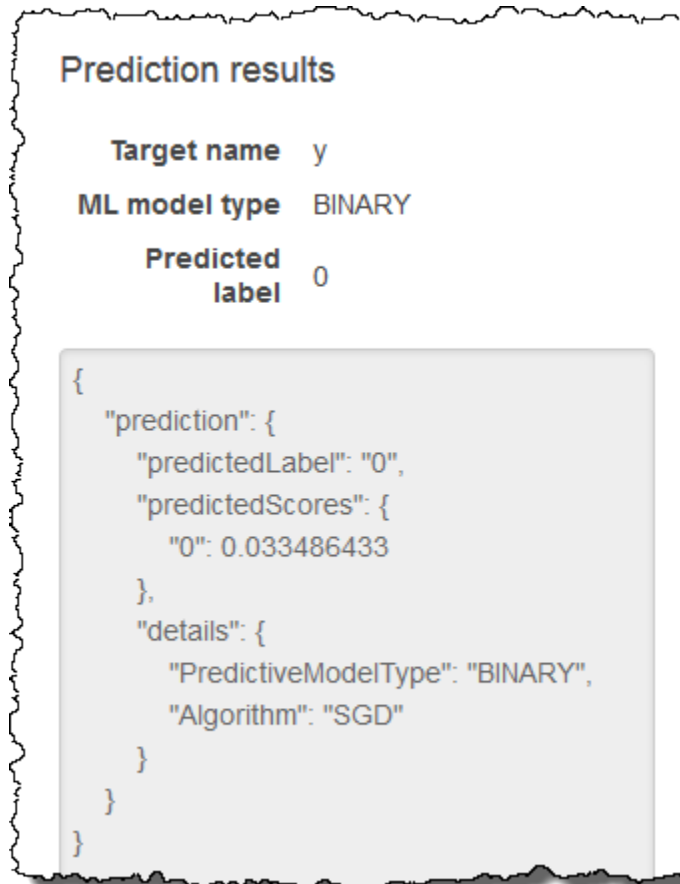 Prediction results
Target name y
ML model type BINARY
Predicted
label 0
{
"prediction": {
"predictedLabel": "0",
"predictedScores": {
"0": 0.033486433
},
"details": {
"PredictiveModelType": "BINARY",
"Algorithm": "SGD"
}
}
}